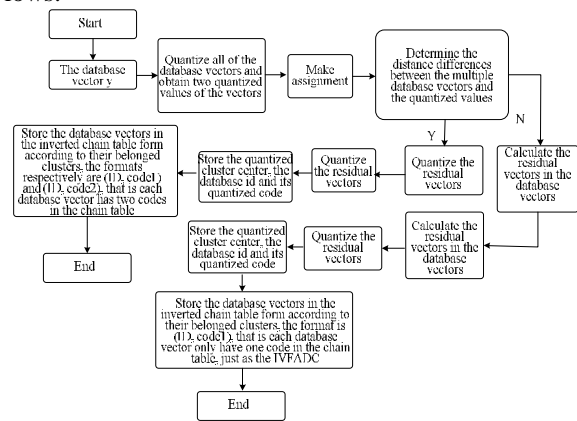 Start
The database
vector y
Quantize all of the
database vectors and
obtain two quantized
values of the vectors
Make
assignment
Determine the
distance differences
between the multiple
database vectors and
the quantized values
Y
N
Quantize the
residual
vectors
Quantize
the residual
vectors
Store the quantized
cluster center, the
database id and its
quantized code
Store the database vectors in
the inverted chain table form
according to their belonged
clusters, the formats
respectively are (ID, code1)
and (ID, code2), that is each
database vector has two codes
in the chain table
End
Calculate the
residual
vectors in the
database
vectors
Calculate the
residual
vectors in the
database
vectors
Quantize the
residual
vectors
Store the quantized
cluster center, the
database id and its
quantized code
Store the database vectors in the
inverted chain table form according to
their belonged clusters, the format is
(ID, code1), that is each database
vector only have one code in the chain
table, just as the IVFADC
End